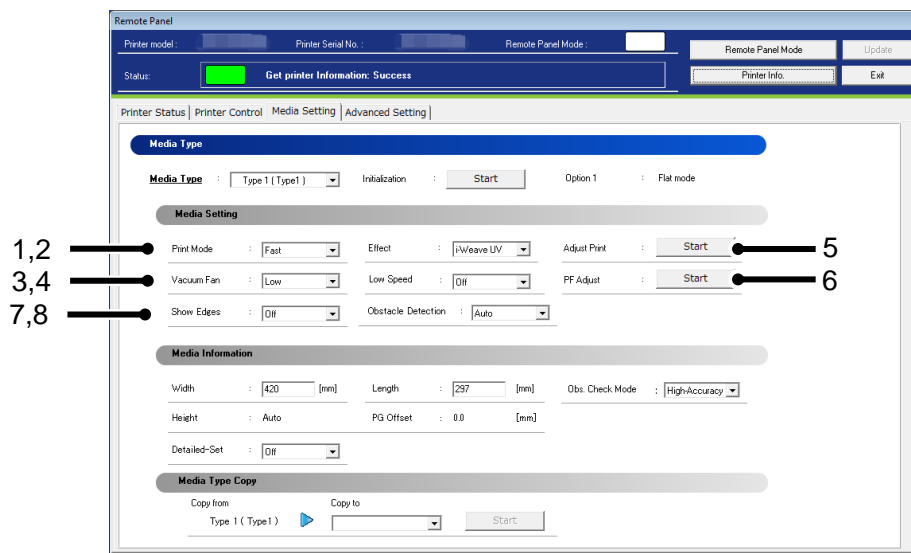 Remote Panel
Printer model : Printer Serial No. : Remote Panel Mode : Remote Panel Mode Update
Status: Get printer Information: Success Printer Info. Exit
Printer Status Printer Control Media Setting Advanced Setting
Media Type
Media Type : Type 1 ( Type1 ) Initialization : Start Option 1 : Flat mode
Media Setting
1,2 Print Mode : Fast Effect : i-Weave UV Adjust Print : Start 5
3,4 Vacuum Fan : Low Low Speed : Off PF Adjust : Start 6
7,8 Show Edges : Off Obstacle Detection : Auto
Media Information
Width : 420 [mm] Length : 297 [mm] Obs. Check Mode : High-Accuracy
Height : Auto PG Offset : 0.0 [mm]
Detailed-Set : Off
Media Type Copy
Copy from Copy to
Type 1 ( Type1 ) Start